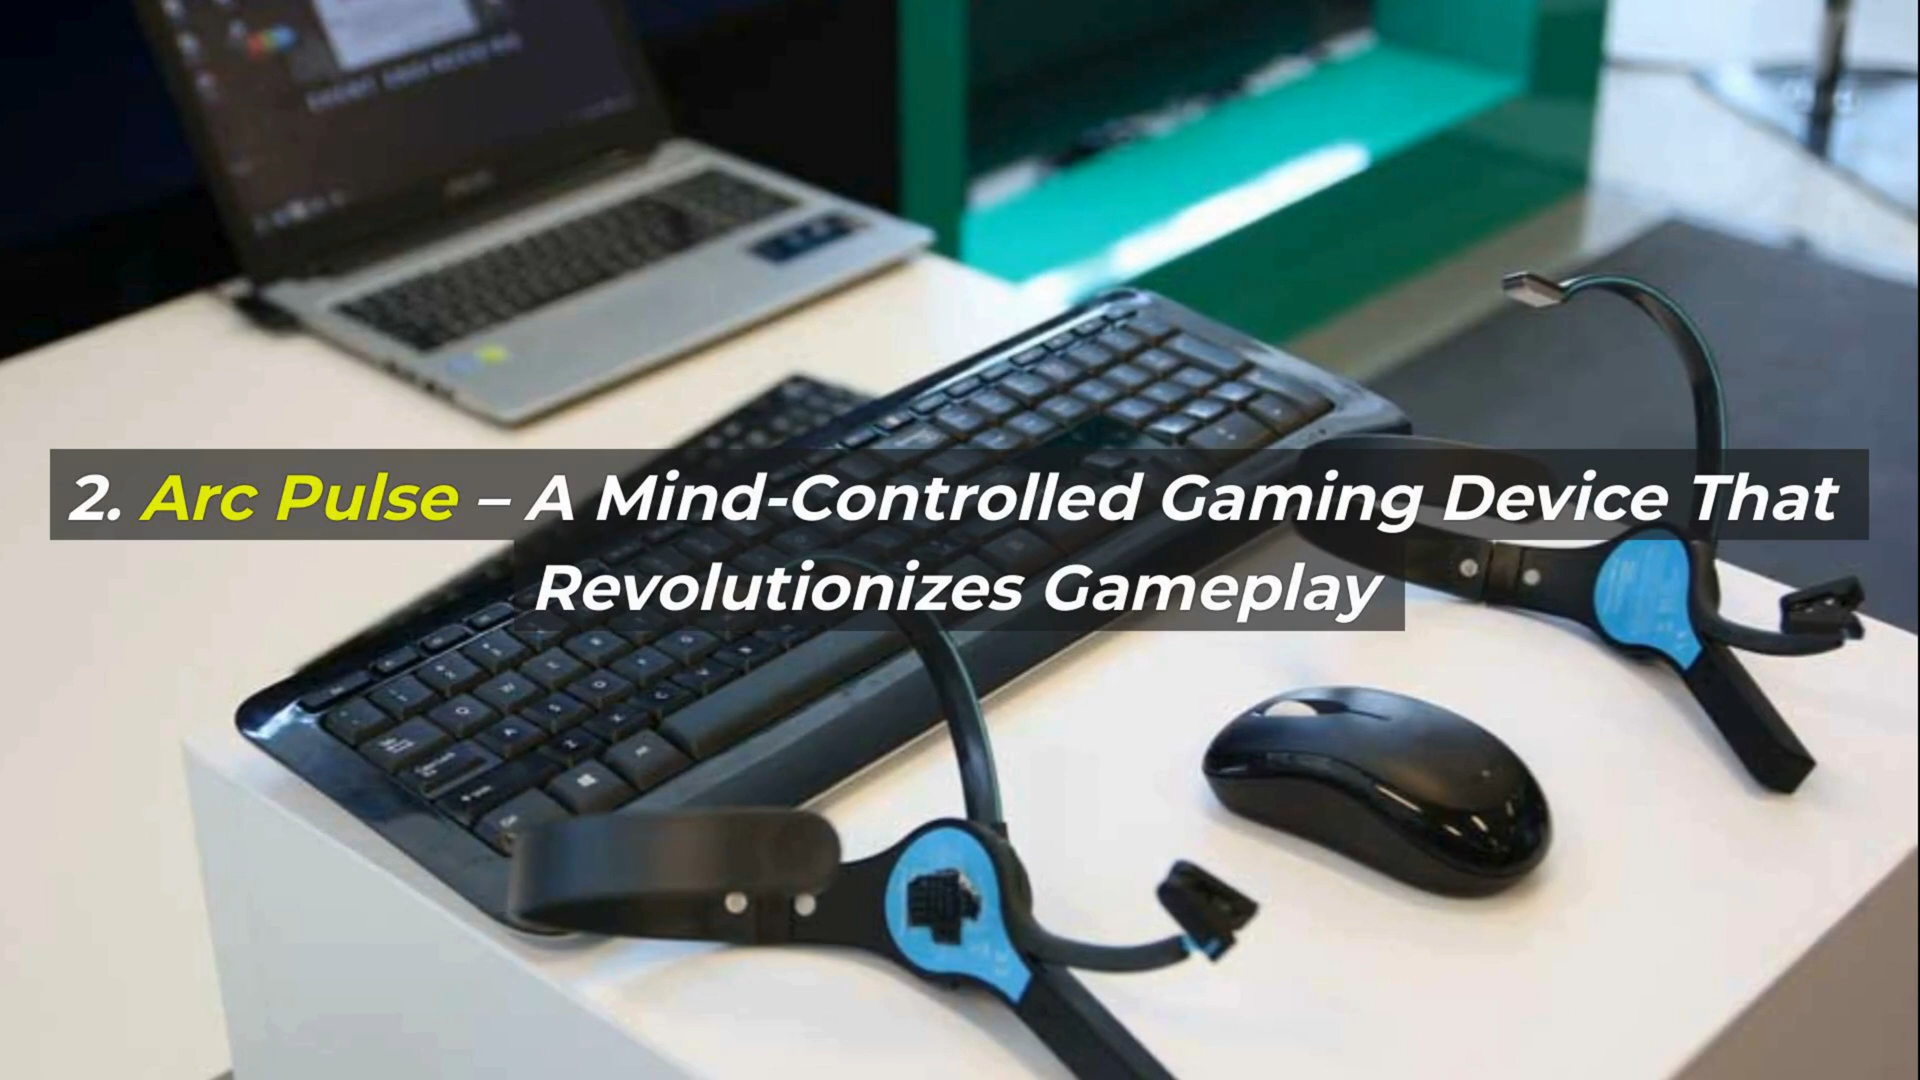 2. Arc Pulse – A Mind-Controlled Gaming Device That
Revolutionizes Gameplay